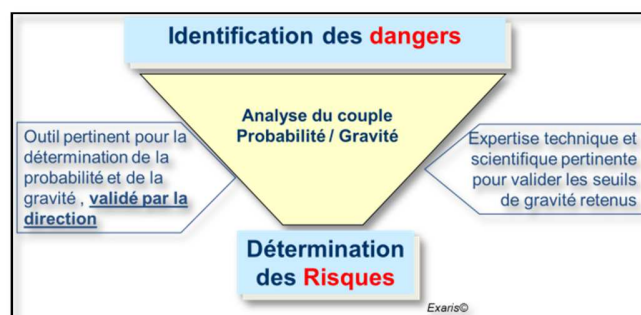 Identification des dangers
Analyse du couple
Probabilité / Gravité
Outil pertinent pour la
détermination de la
probabilité et de la
gravité , validé par la
direction
Expertise technique et
scientifique pertinente
pour valider les seuils
de gravité retenus
Détermination
des Risques
Exaris©